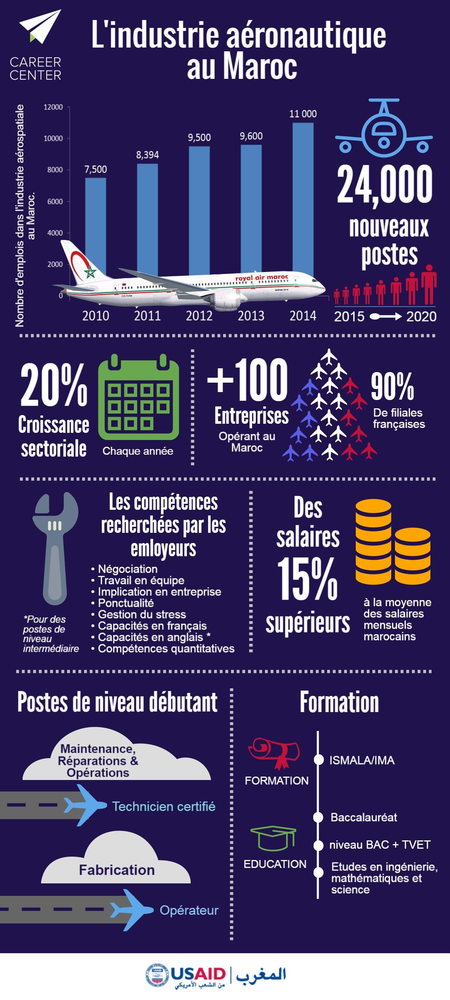 CAREER
CENTER
L'industrie aéronautique
au Maroc
Nombre d'emplois dans l'industrie aérospatiale
au Maroc.
12000
10000
8000
6000
4000
2000
0
7,500
8,394
9,500
9,600
11 000
royal air maroc
CN-RAM
2010
2011
2012
2013
2014
24,000
nouveaux
postes
2015
2020
20%
Croissance
sectoriale
Chaque année
+100
Entreprises
Opérant au
Maroc
90%
De filiales
françaises
Les compétences
recherchées par les
emloyeurs
• Négociation
• Travail en équipe
• Implication en entreprise
• Ponctualité
• Gestion du stress
• Capacités en français
• Capacités en anglais *
• Compétences quantitatives
*Pour des
postes de
niveau
intermédiaire
Des
salaires
15%
supérieurs
à la moyenne
des salaires
mensuels
marocains
Postes de niveau débutant
Maintenance,
Réparations &
Opérations
Technicien certifié
Fabrication
Opérateur
Formation
FORMATION
ISMALA/IMA
EDUCATION
Baccalauréat
niveau BAC + TVET
Etudes en ingénierie,
mathématiques et
science
USAID
من الشعب الأمريكي
المغرب